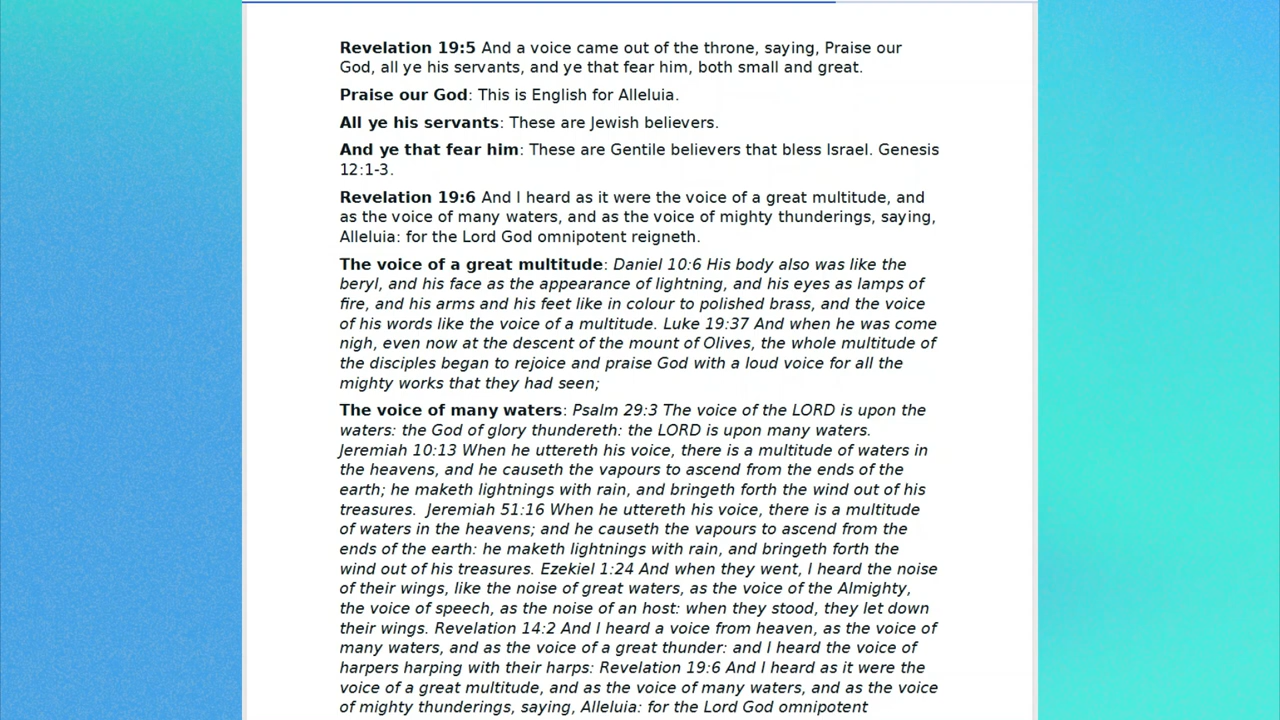 Revelation 19:5 And a voice came out of the throne, saying, Praise our
God, all ye his servants, and ye that fear him, both small and great.
Praise our God: This is English for Alleluia.
All ye his servants: These are Jewish believers.
And ye that fear him: These are Gentile believers that bless Israel. Genesis
12:1-3.
Revelation 19:6 And I heard as it were the voice of a great multitude, and
as the voice of many waters, and as the voice of mighty thunderings, saying,
Alleluia: for the Lord God omnipotent reigneth.
The voice of a great multitude: Daniel 10:6 His body also was like the
beryl, and his face as the appearance of lightning, and his eyes as lamps of
fire, and his arms and his feet like in colour to polished brass, and the voice
of his words like the voice of a multitude. Luke 19:37 And when he was come
nigh, even now at the descent of the mount of Olives, the whole multitude of
the disciples began to rejoice and praise God with a loud voice for all the
mighty works that they had seen;
The voice of many waters: Psalm 29:3 The voice of the LORD is upon the
waters: the God of glory thundereth: the LORD is upon many waters.
Jeremiah 10:13 When he uttereth his voice, there is a multitude of waters in
the heavens, and he causeth the vapours to ascend from the ends of the
earth; he maketh lightnings with rain, and bringeth forth the wind out of his
treasures.  Jeremiah 51:16 When he uttereth his voice, there is a multitude
of waters in the heavens; and he causeth the vapours to ascend from the
ends of the earth: he maketh lightnings with rain, and bringeth forth the
wind out of his treasures. Ezekiel 1:24 And when they went, I heard the noise
of their wings, like the noise of great waters, as the voice of the Almighty,
the voice of speech, as the noise of an host: when they stood, they let down
their wings. Revelation 14:2 And I heard a voice from heaven, as the voice of
many waters, and as the voice of a great thunder: and I heard the voice of
harpers harping with their harps: Revelation 19:6 And I heard as it were the
voice of a great multitude, and as the voice of many waters, and as the voice
of mighty thunderings, saying, Alleluia: for the Lord God omnipotent